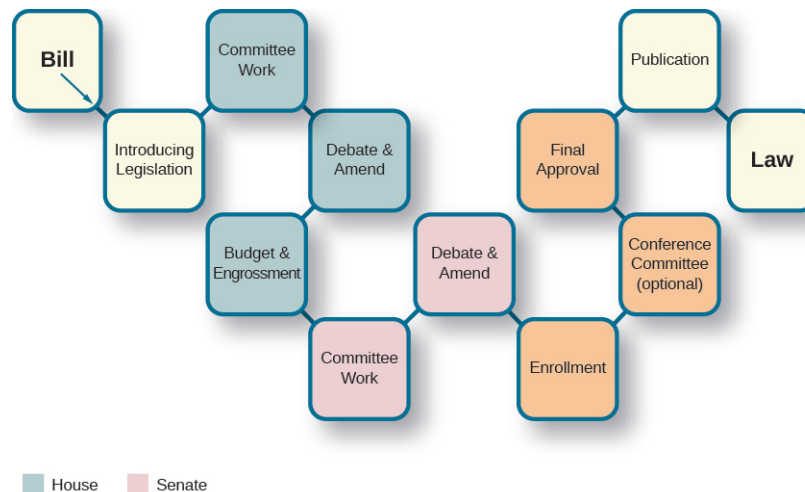 Bill
Introducing
Legislation
Committee
Work
Debate &
Amend
Budget &
Engrossment
Committee
Work
Debate &
Amend
Enrollment
Conference
Committee
(optional)
Final
Approval
Publication
Law
House
Senate